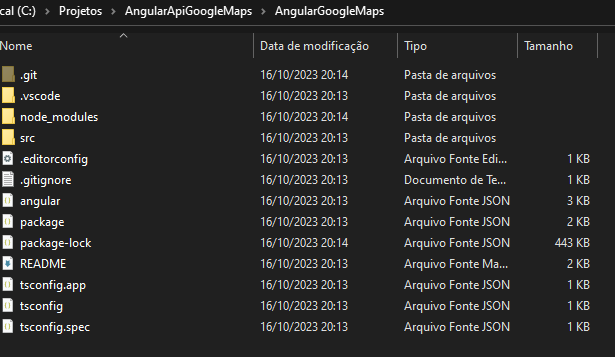 cal (C:) > Projetos > AngularApiGoogleMaps > AngularGoogleMaps
Nome Data de modificação Tipo Tamanho
.git 16/10/2023 20:14 Pasta de arquivos
.vscode 16/10/2023 20:13 Pasta de arquivos
node_modules 16/10/2023 20:14 Pasta de arquivos
src 16/10/2023 20:13 Pasta de arquivos
.editorconfig 16/10/2023 20:13 Arquivo Fonte Edi... 1 KB
.gitignore 16/10/2023 20:13 Documento de Te... 1 KB
angular 16/10/2023 20:13 Arquivo Fonte JSON 3 KB
package 16/10/2023 20:13 Arquivo Fonte JSON 2 KB
package-lock 16/10/2023 20:14 Arquivo Fonte JSON 443 KB
README 16/10/2023 20:13 Arquivo Fonte Ma... 2 KB
tsconfig.app 16/10/2023 20:13 Arquivo Fonte JSON 1 KB
tsconfig 16/10/2023 20:13 Arquivo Fonte JSON 1 KB
tsconfig.spec 16/10/2023 20:13 Arquivo Fonte JSON 1 KB